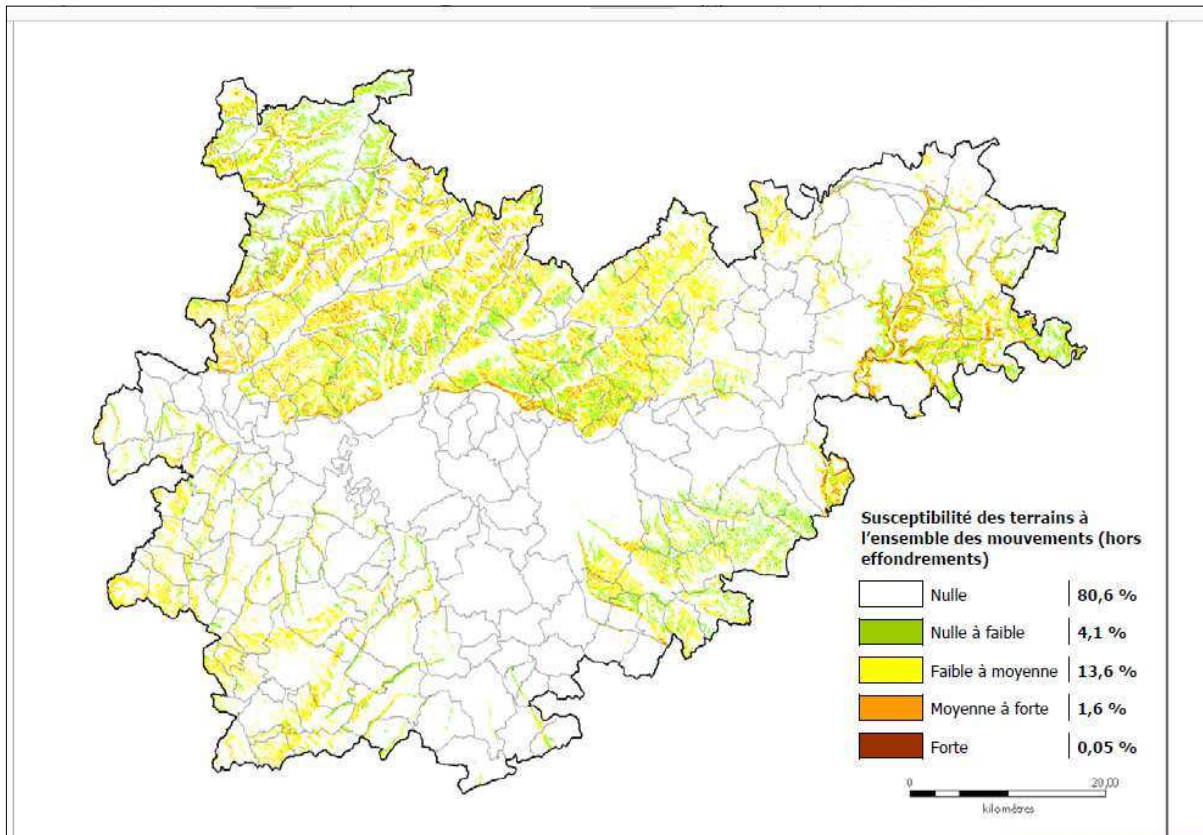 Susceptibilité des terrains à
l'ensemble des mouvements (hors
effondrements)
Nulle 80,6 %
Nulle à faible 4,1 %
Faible à moyenne 13,6 %
Moyenne à forte 1,6 %
Forte 0,05 %
0 20,00
kilomètres